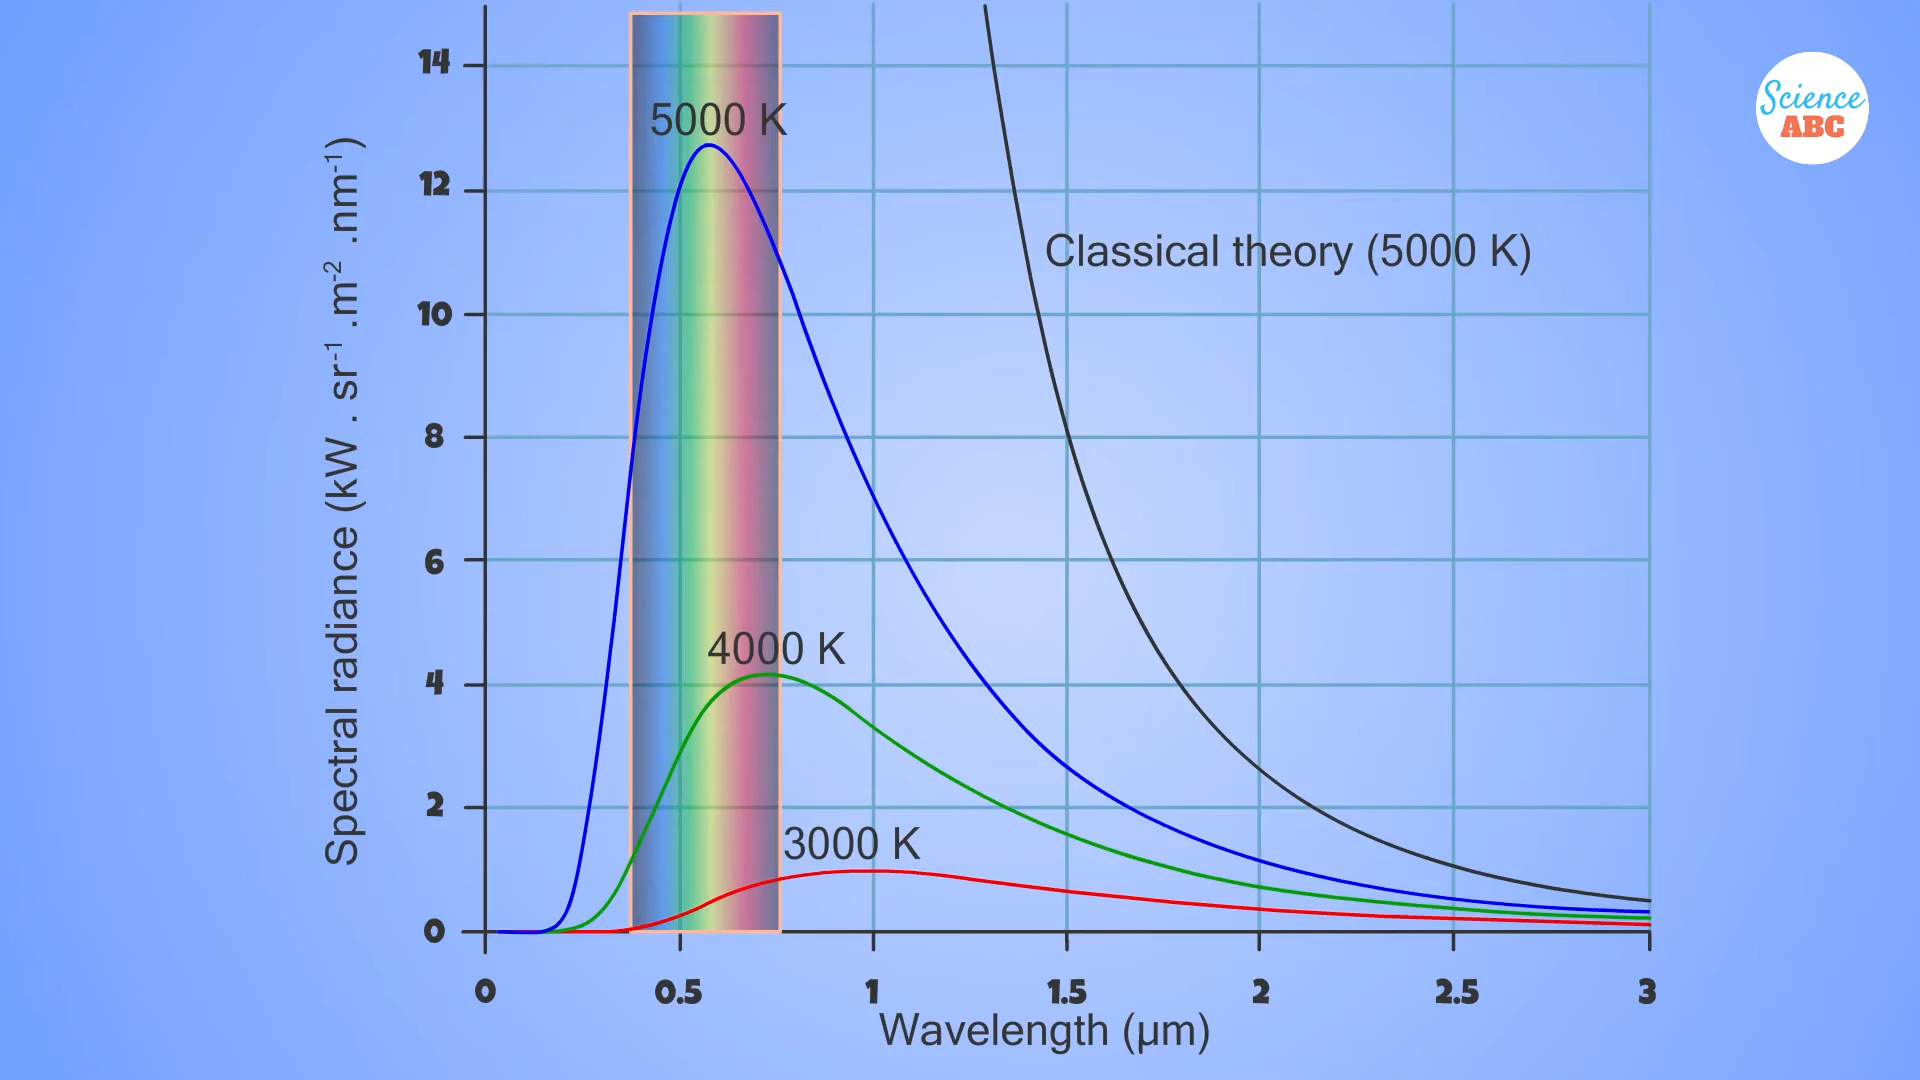 14
12
10
8
6
4
2
0
Spectral radiance (kW . sr⁻¹ .m⁻² .nm⁻¹)
5000 K
4000 K
3000 K
Classical theory (5000 K)
0 0.5 1 1.5 2 2.5 3
Wavelength (µm)
Science
ABC